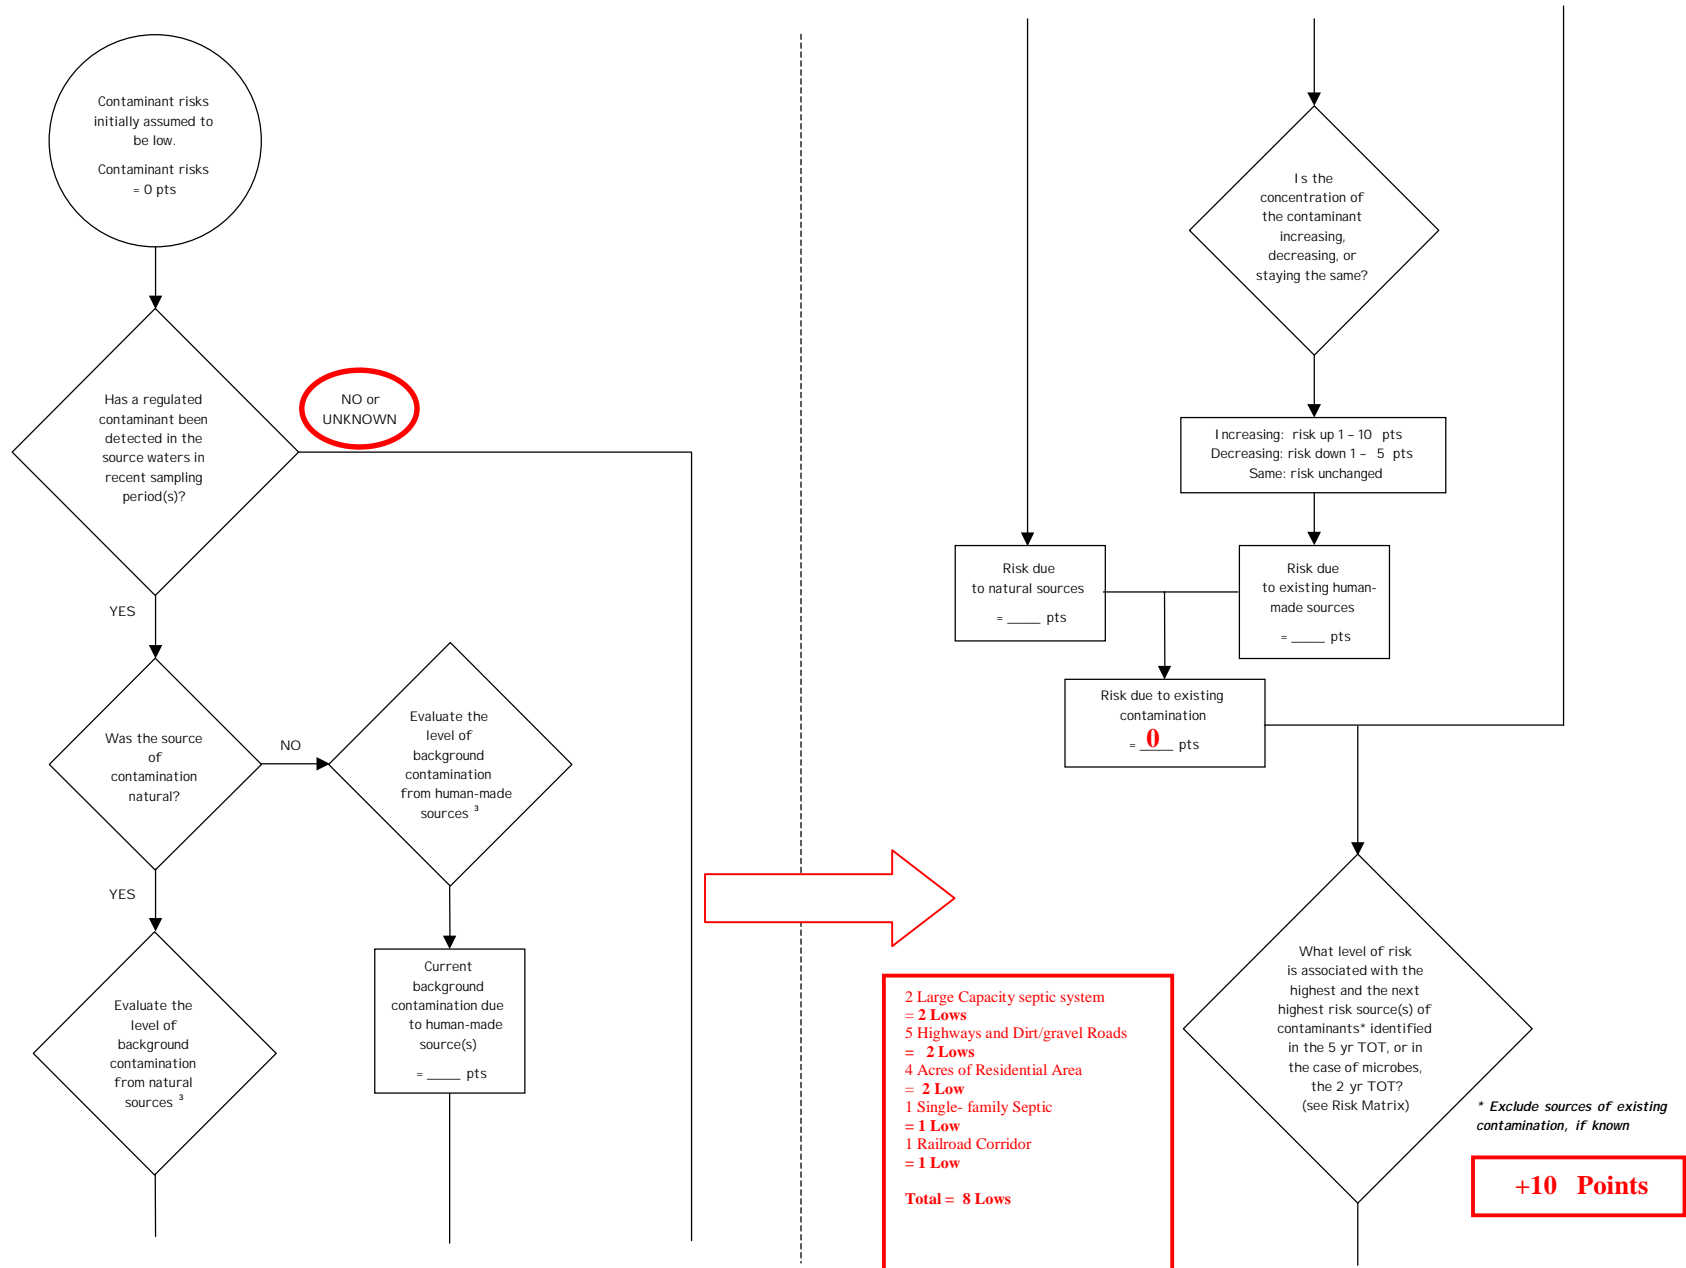 Contaminant risks
initially assumed to
be low.
Contaminant risks
= 0 pts
Has a regulated
contaminant been
detected in the
source waters in
recent sampling
period(s)?
NO or
UNKNOWN
YES
Was the source
of
contamination
natural?
NO
Evaluate the
level of
background
contamination
from human-made
sources ³
YES
Evaluate the
level of
background
contamination
from natural
sources ³
Current
background
contamination due
to human-made
source(s)
= _____ pts
Is the
concentration of
the contaminant
increasing,
decreasing, or
staying the same?
Increasing: risk up 1 – 10 pts
Decreasing: risk down 1 – 5 pts
Same: risk unchanged
Risk due
to natural sources
= _____ pts
Risk due
to existing human-
made sources
= _____ pts
Risk due to existing
contamination
= __0__ pts
2 Large Capacity septic system
= 2 Lows
5 Highways and Dirt/gravel Roads
= 2 Lows
4 Acres of Residential Area
= 2 Low
1 Single- family Septic
= 1 Low
1 Railroad Corridor
= 1 Low
Total = 8 Lows
What level of risk
is associated with the
highest and the next
highest risk source(s) of
contaminants* identified
in the 5 yr TOT, or in
the case of microbes,
the 2 yr TOT?
(see Risk Matrix)
* Exclude sources of existing
contamination, if known
+10 Points